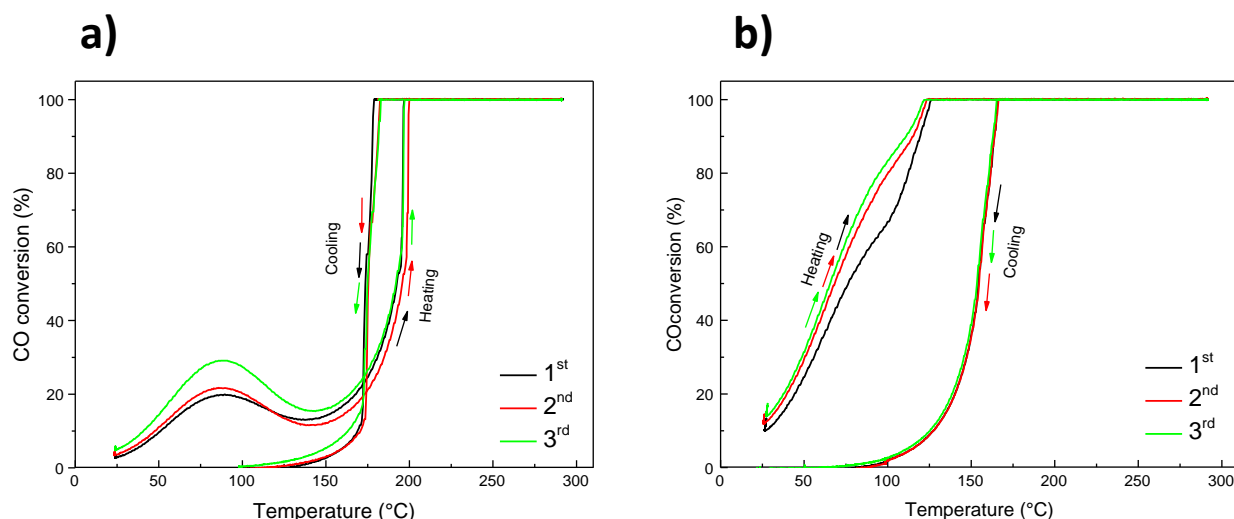 a)
CO conversion (%)
100
80
60
40
20
0
0 50 100 150 200 250 300
Temperature (°C)
Cooling
Heating
1st
2nd
3rd
b)
COconversion (%)
100
80
60
40
20
0
0 50 100 150 200 250 300
Temperature (°C)
Heating
Cooling
1st
2nd
3rd